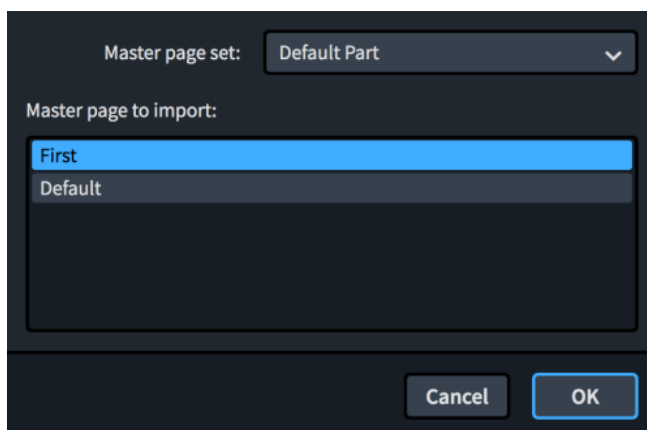 Master page set: Default Part
Master page to import:
First
Default
Cancel OK